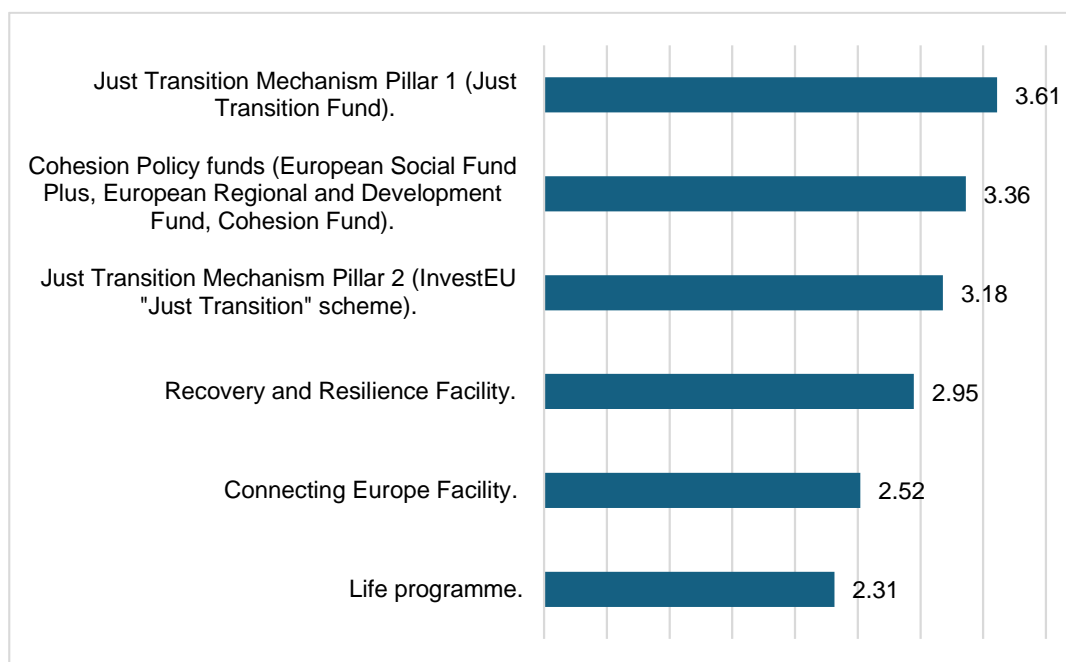 Just Transition Mechanism Pillar 1 (Just
Transition Fund).
3.61
Cohesion Policy funds (European Social Fund
Plus, European Regional and Development
Fund, Cohesion Fund).
3.36
Just Transition Mechanism Pillar 2 (InvestEU
"Just Transition" scheme).
3.18
Recovery and Resilience Facility.
2.95
Connecting Europe Facility.
2.52
Life programme.
2.31